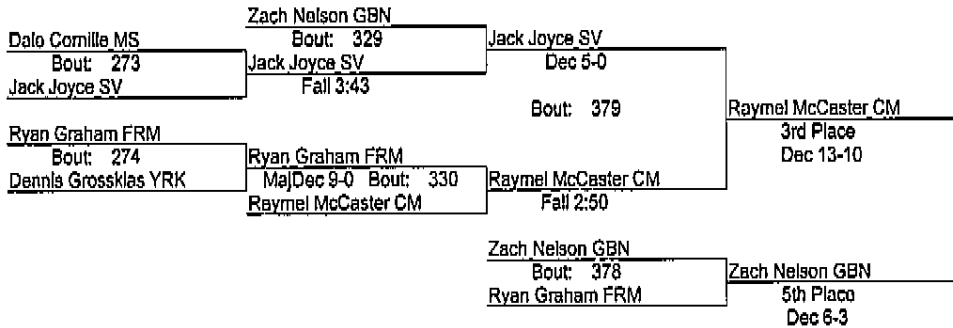 Zach Nelson GBN
Dale Cornille MS
Bout: 329
Jack Joyce SV
Bout: 273
Jack Joyce SV
Dec 5-0
Jack Joyce SV
Fall 3:43
Bout: 379
Raymel McCaster CM
Ryan Graham FRM
3rd Place
Bout: 274
Ryan Graham FRM
Dec 13-10
Dennis Grossklas YRK
MajDec 9-0 Bout: 330
Raymel McCaster CM
Raymel McCaster CM
Fall 2:50
Zach Nelson GBN
Bout: 378
Zach Nelson GBN
Ryan Graham FRM
5th Place
Dec 6-3